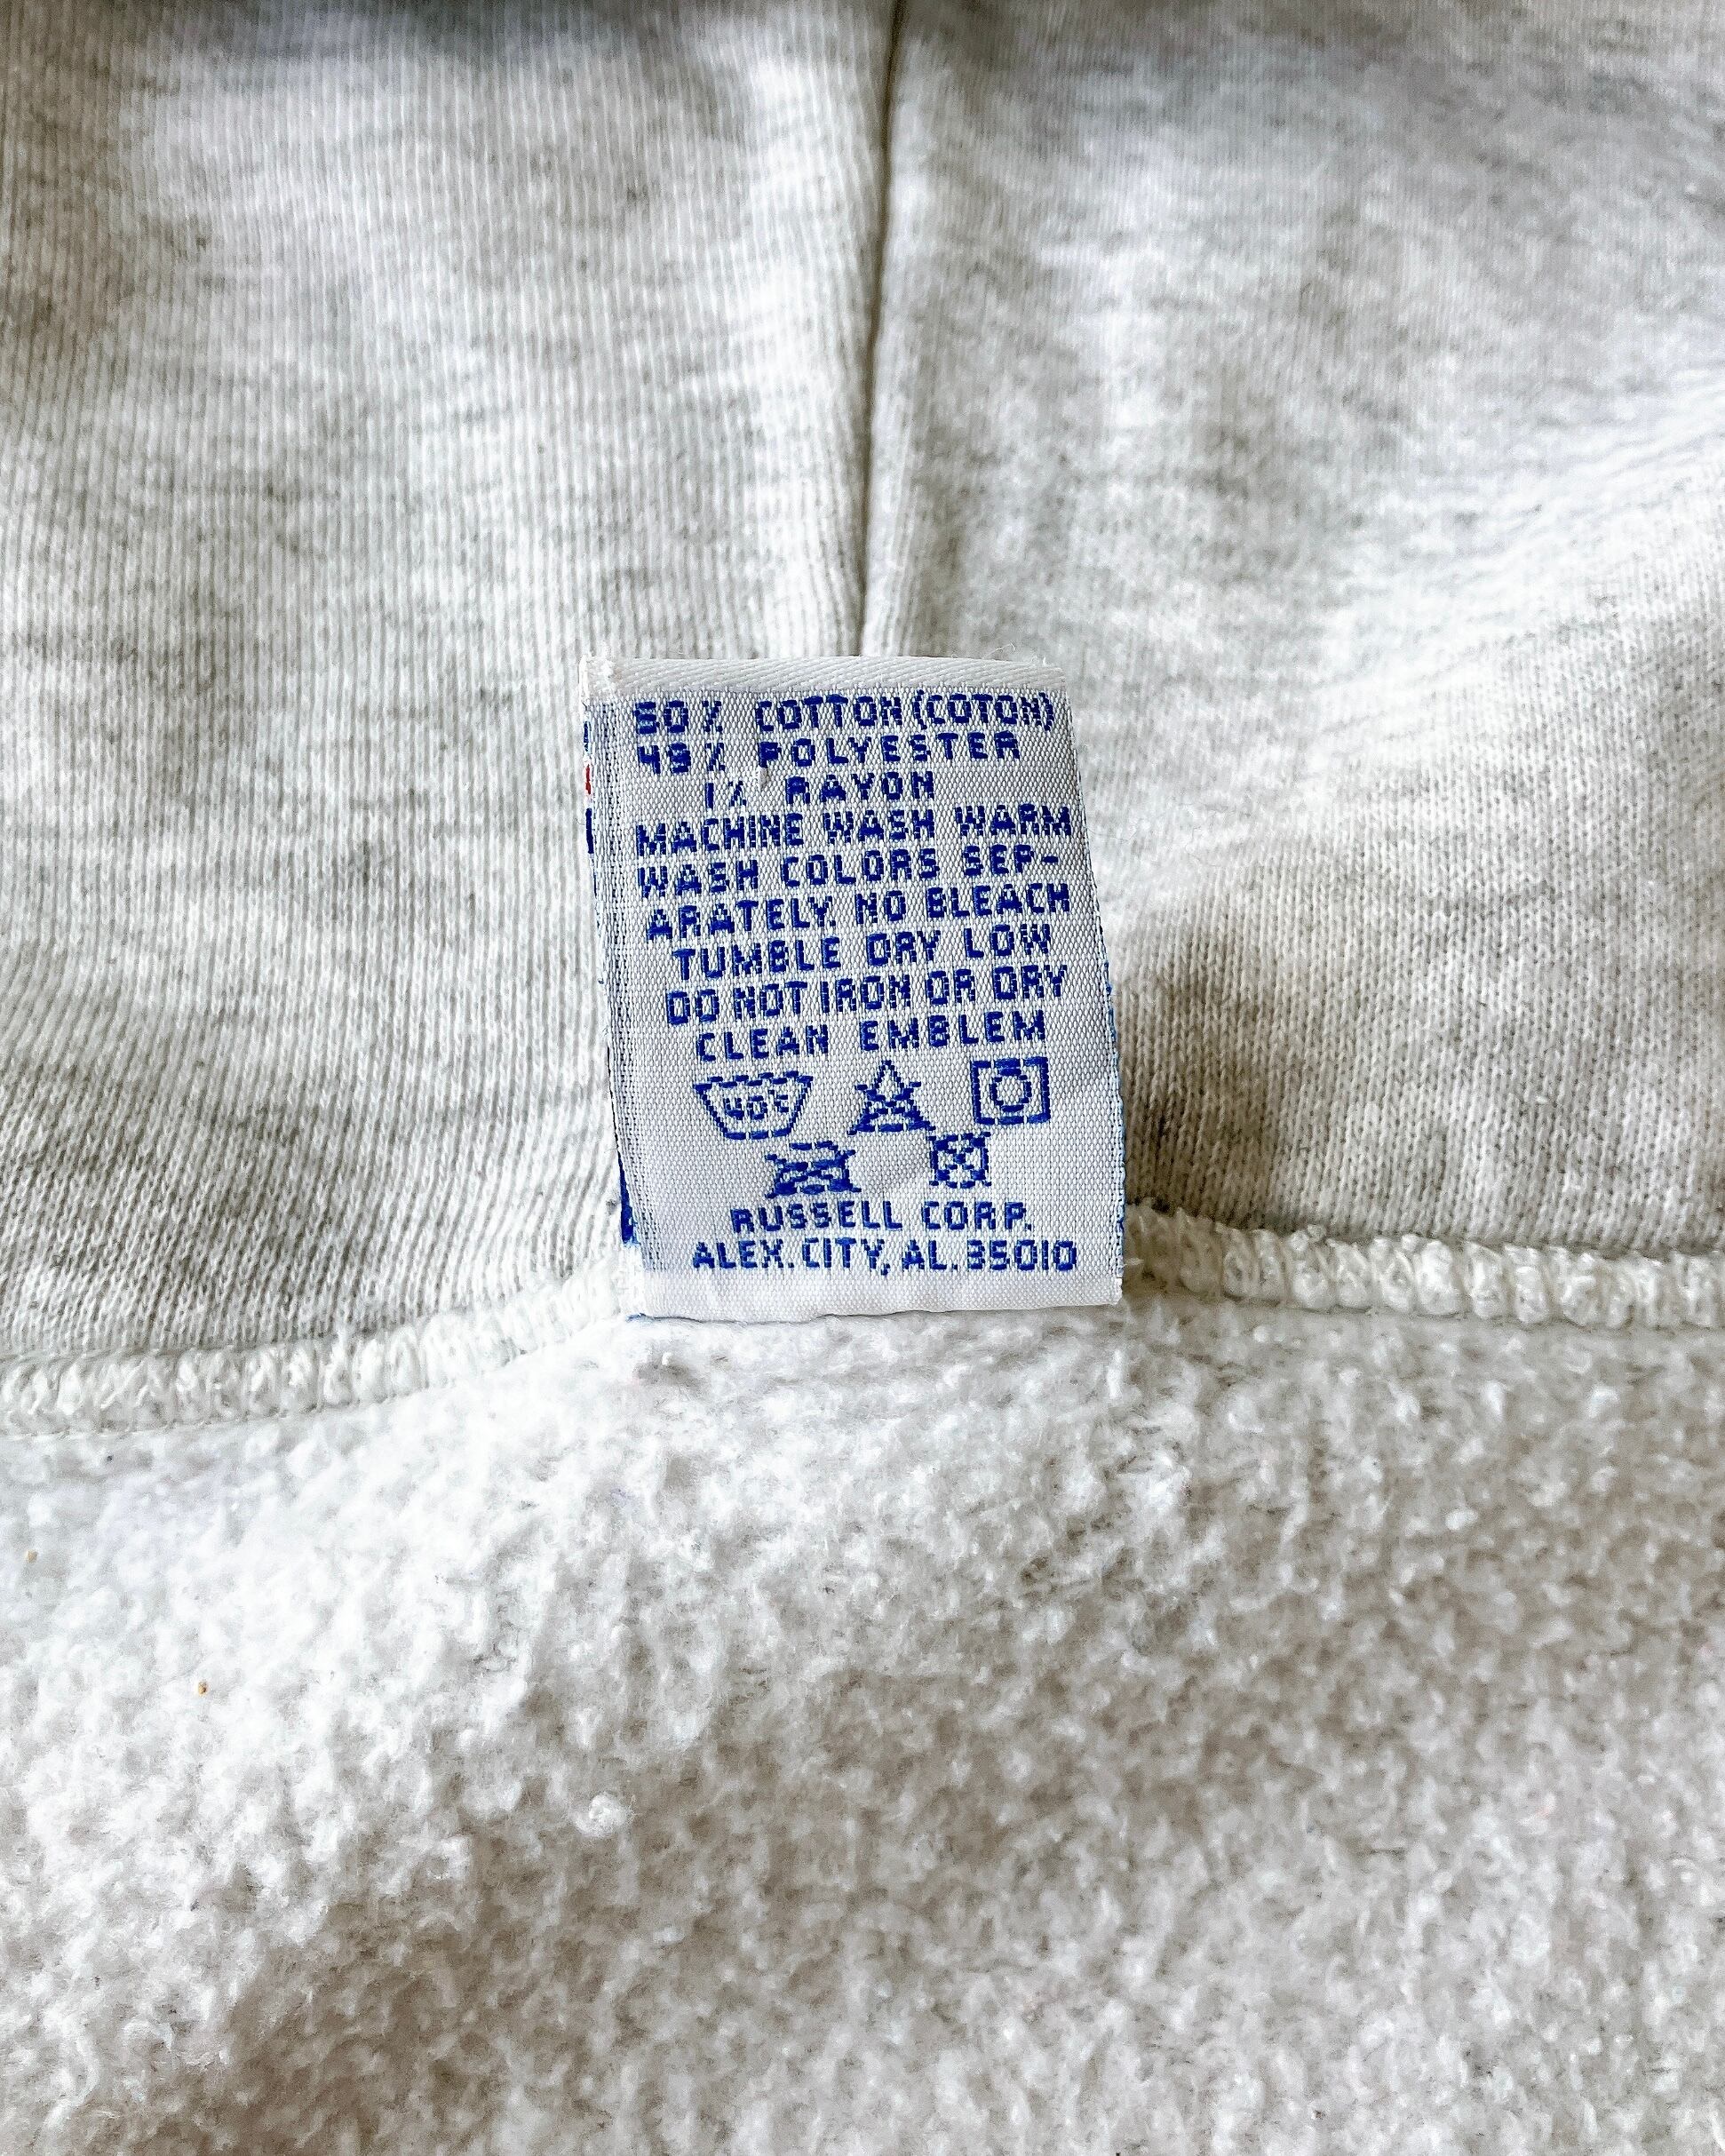 50% COTTON (COTON)
49% POLYESTER
1% RAYON
MACHINE WASH WARM
WASH COLORS SEP-
ARATELY. NO BLEACH
TUMBLE DRY LOW
DO NOT IRON OR DRY
CLEAN EMBLEM
40°C
RUSSELL CORP.
ALEX. CITY, AL. 35010